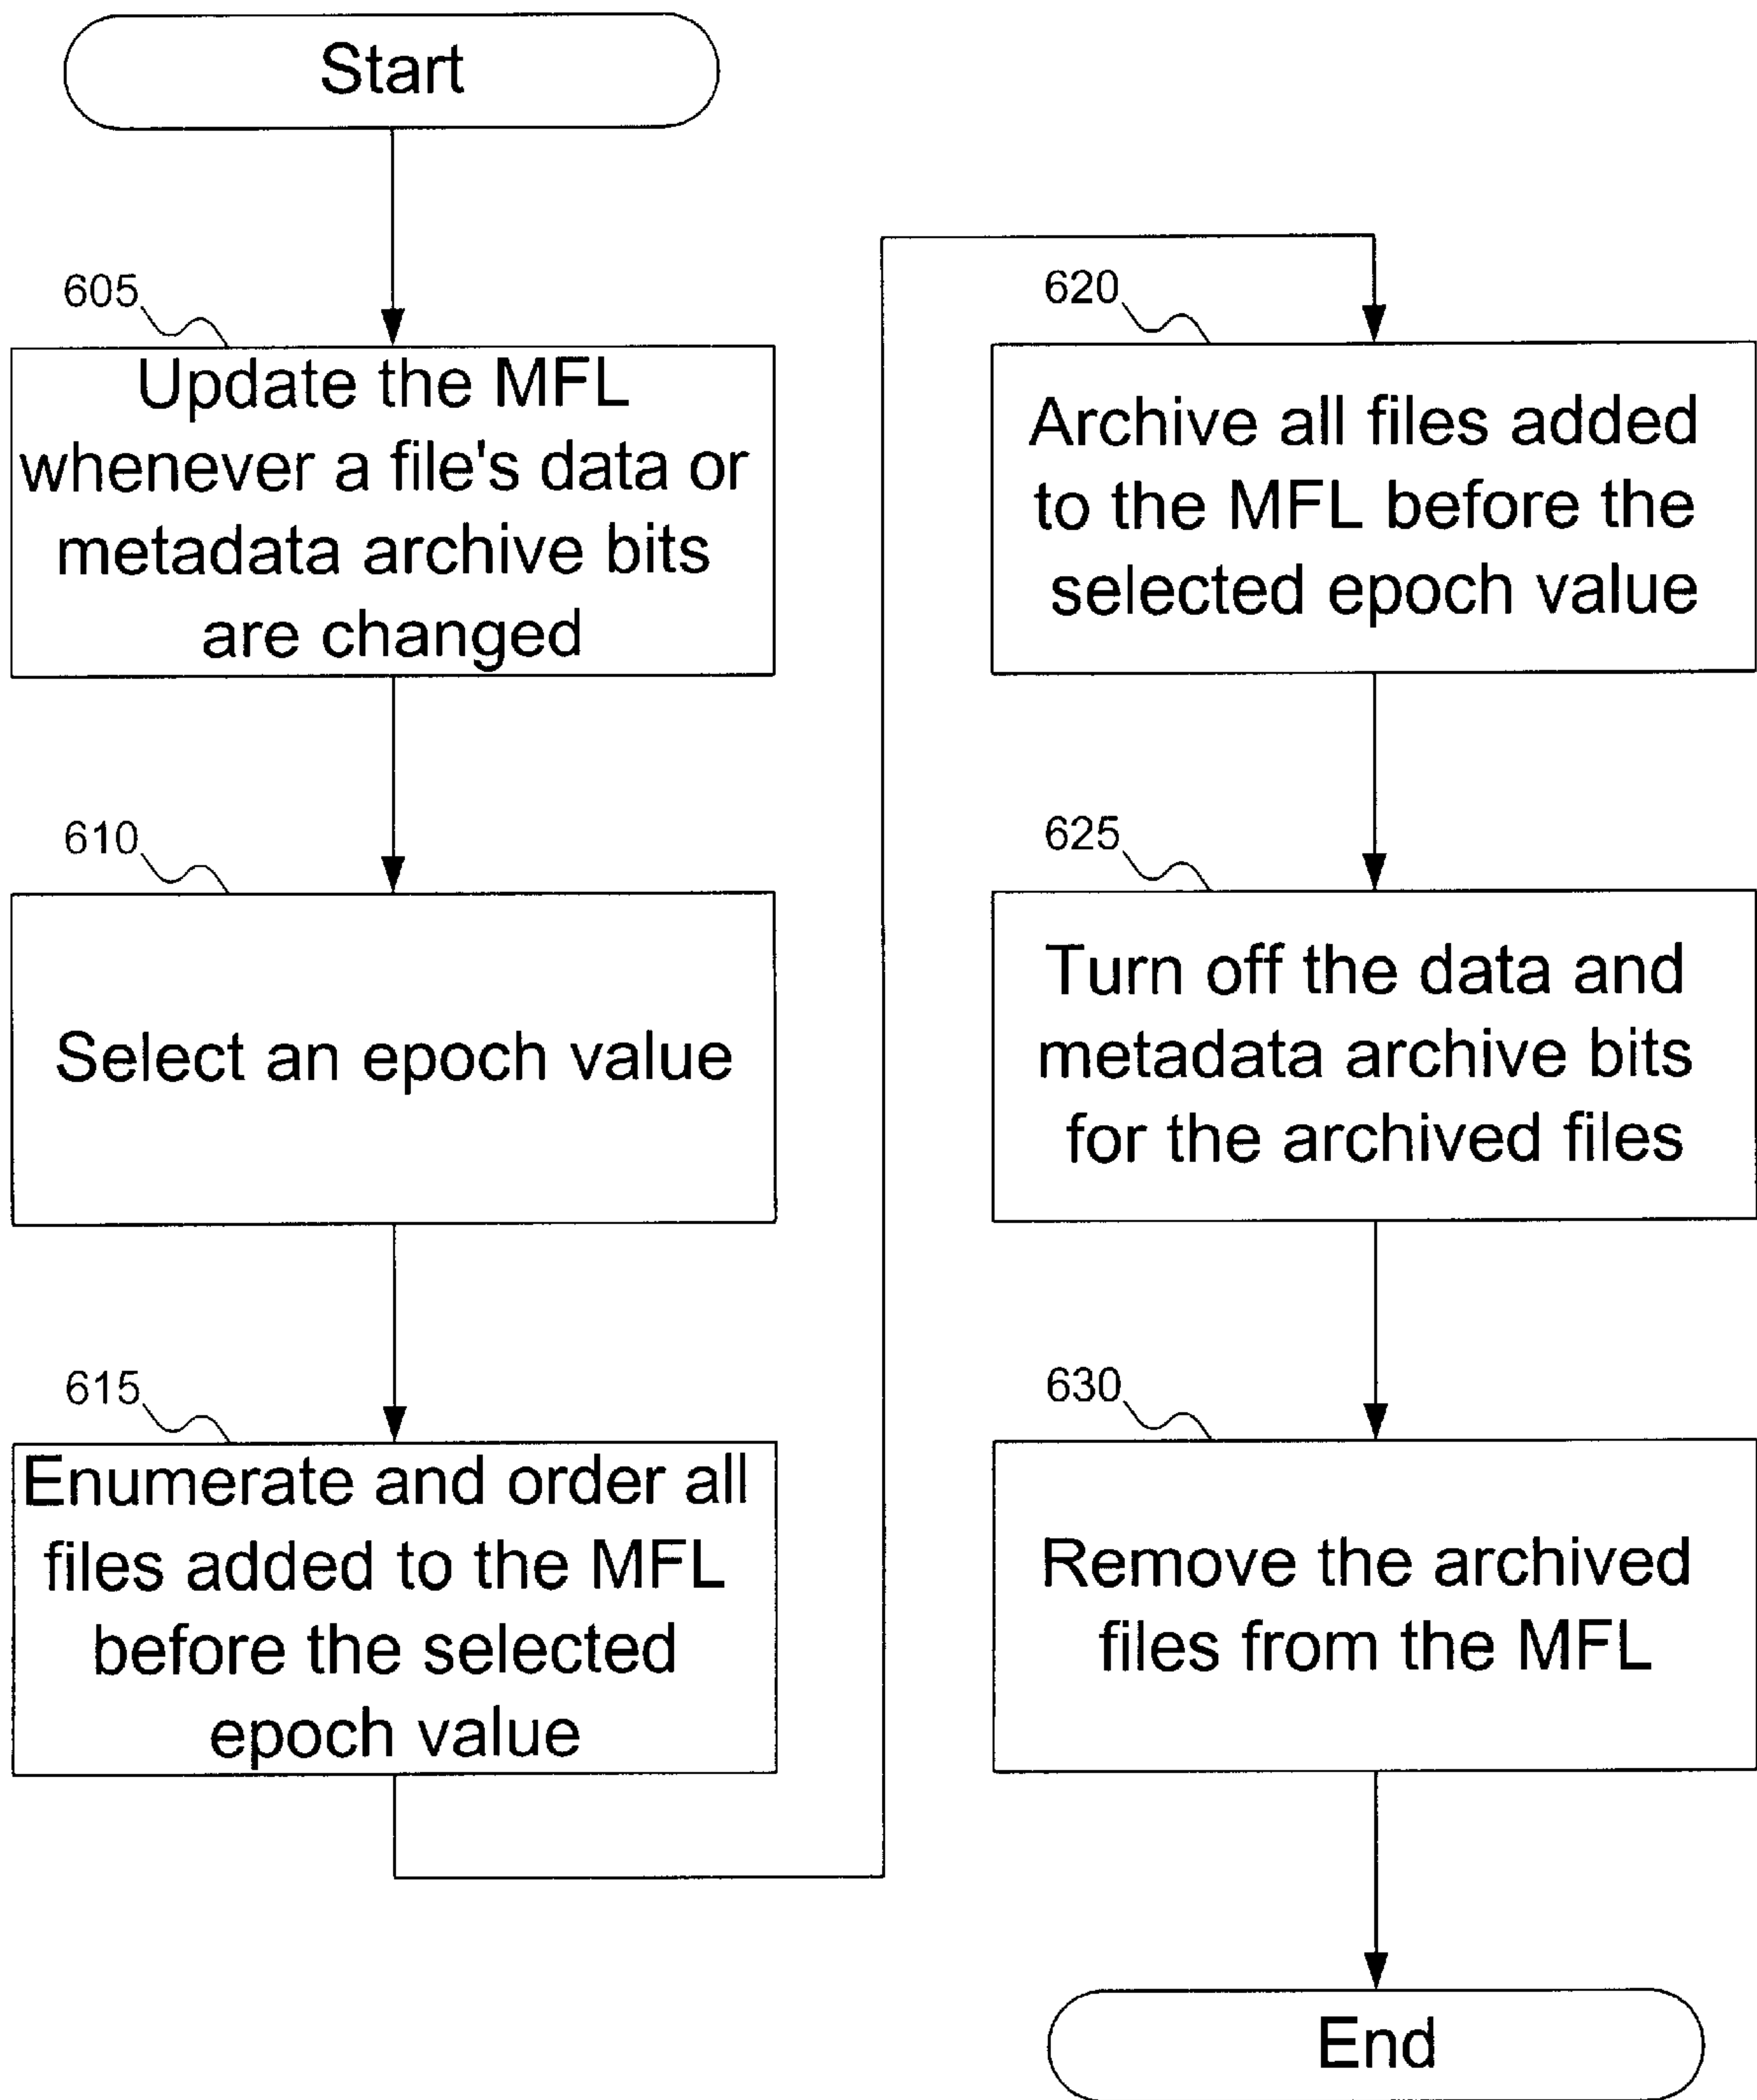 Start
605
Update the MFL
whenever a file's data or
metadata archive bits
are changed
610
Select an epoch value
615
Enumerate and order all
files added to the MFL
before the selected
epoch value
620
Archive all files added
to the MFL before the
selected epoch value
625
Turn off the data and
metadata archive bits
for the archived files
630
Remove the archived
files from the MFL
End